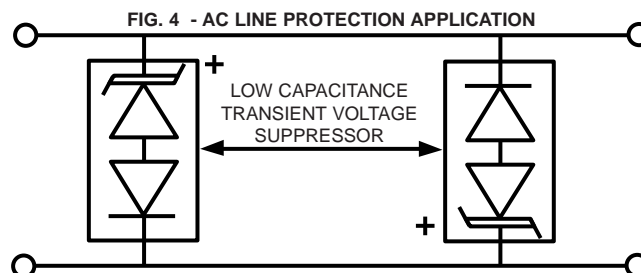 FIG. 4 - AC LINE PROTECTION APPLICATION
+
LOW CAPACITANCE
TRANSIENT VOLTAGE
SUPPRESSOR
+